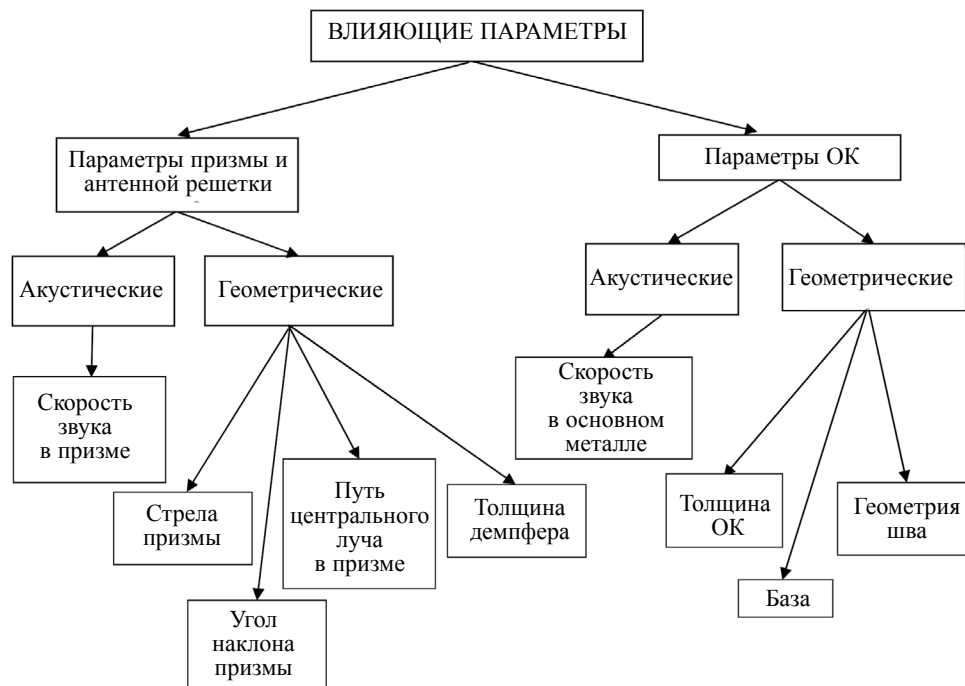 ВЛИЯЮЩИЕ ПАРАМЕТРЫ
Параметры призмы и
антенной решетки
Параметры ОК
Акустические
Геометрические
Акустические
Геометрические
Скорость
звука
в призме
Скорость
звука
в основном
металле
Стрела
призмы
Путь
центрального
луча
в призме
Толщина
демпфера
Толщина
ОК
Геометрия
шва
База
Угол
наклона
призмы